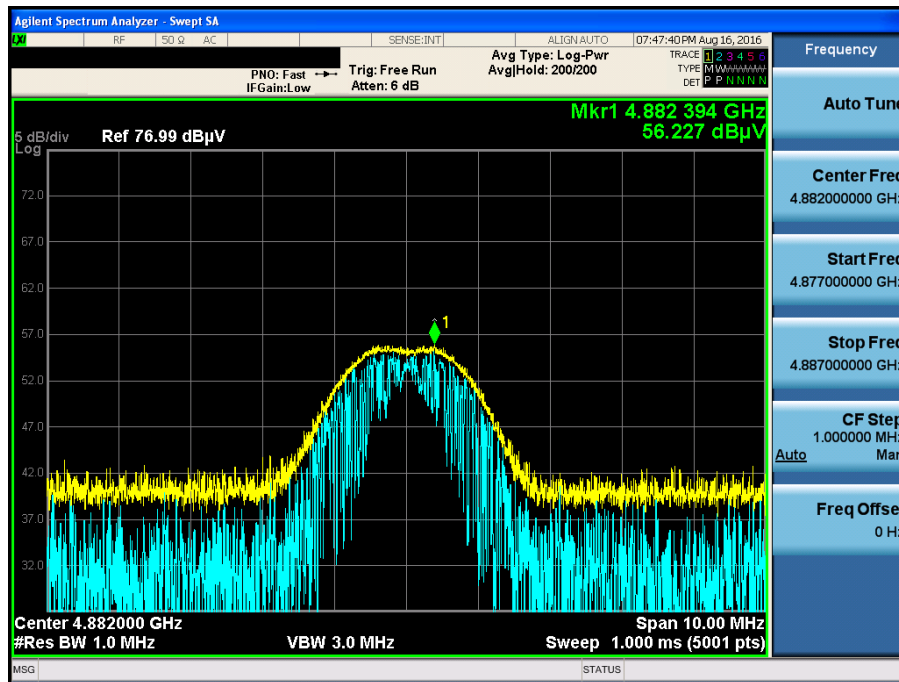 Agilent Spectrum Analyzer - Swept SA
LXI RF 50 Ω AC SENSE:INT ALIGN AUTO 07:47:40 PM Aug 16, 2016
PNO: Fast Trig: Free Run Avg Type: Log-Pwr TRACE 1 2 3 4 5 6
IFGain:Low Atten: 6 dB Avg|Hold: 200/200 TYPE M W W W W W
DET P P N N N N
Mkr1 4.882 394 GHz
56.227 dBµV
5 dB/div Ref 76.99 dBµV
Log
72.0
67.0
62.0
57.0
1
52.0
47.0
42.0
37.0
32.0
Center 4.882000 GHz Span 10.00 MHz
#Res BW 1.0 MHz VBW 3.0 MHz Sweep 1.000 ms (5001 pts)
MSG STATUS
Frequency
Auto Tune
Center Freq
4.882000000 GHz
Start Freq
4.877000000 GHz
Stop Freq
4.887000000 GHz
CF Step
1.000000 MHz
Auto Man
Freq Offset
0 Hz